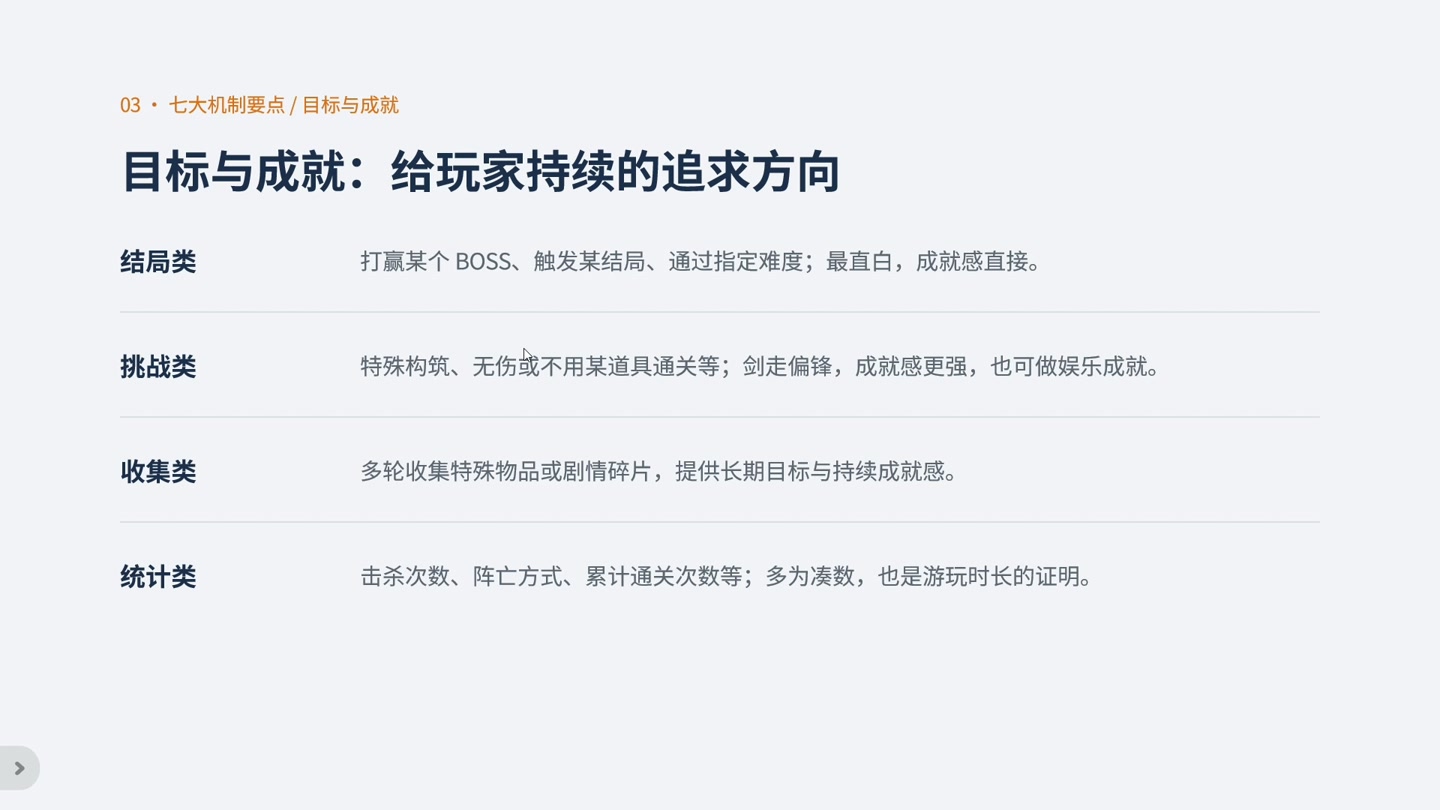 03 · 七大机制要点 / 目标与成就
目标与成就：给玩家持续的追求方向
结局类
打赢某个 BOSS、触发某结局、通过指定难度；最直白，成就感直接。
挑战类
特殊构筑、无伤或不用某道具通关等；剑走偏锋，成就感更强，也可做娱乐成就。
收集类
多轮收集特殊物品或剧情碎片，提供长期目标与持续成就感。
统计类
击杀次数、阵亡方式、累计通关次数等；多为凑数，也是游玩时长的证明。